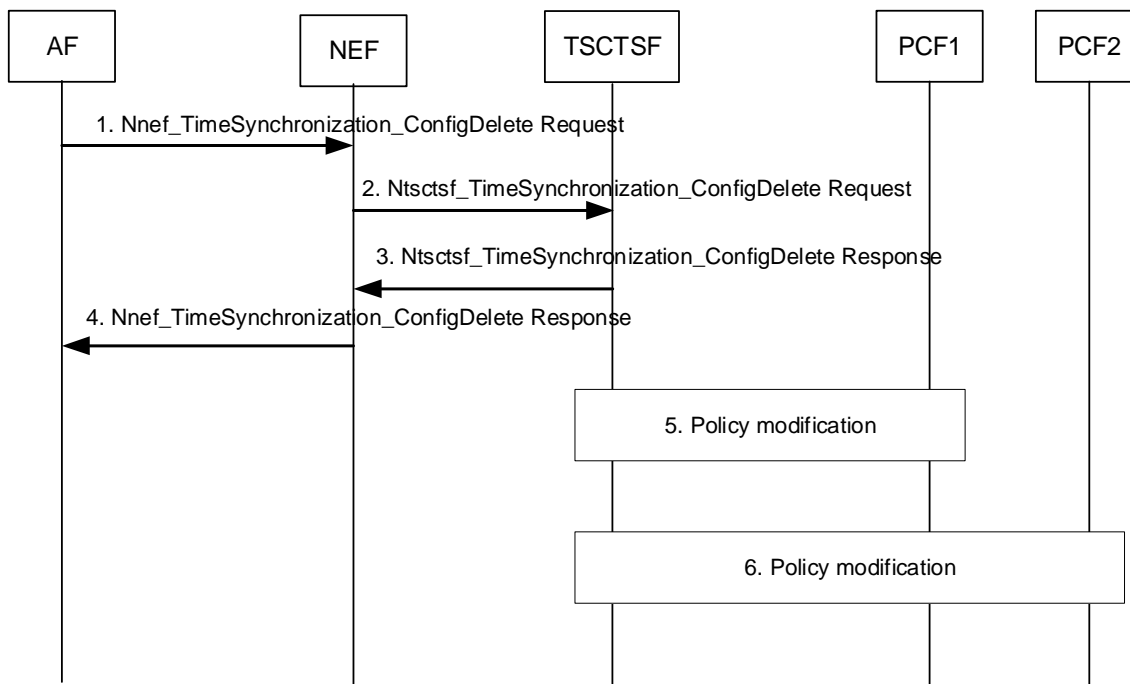 AF
NEF
TSCTSF
PCF1
PCF2
1. Nnef_TimeSynchronization_ConfigDelete Request
2. Ntsctsf_TimeSynchronization_ConfigDelete Request
3. Ntsctsf_TimeSynchronization_ConfigDelete Response
4. Nnef_TimeSynchronization_ConfigDelete Response
5. Policy modification
6. Policy modification